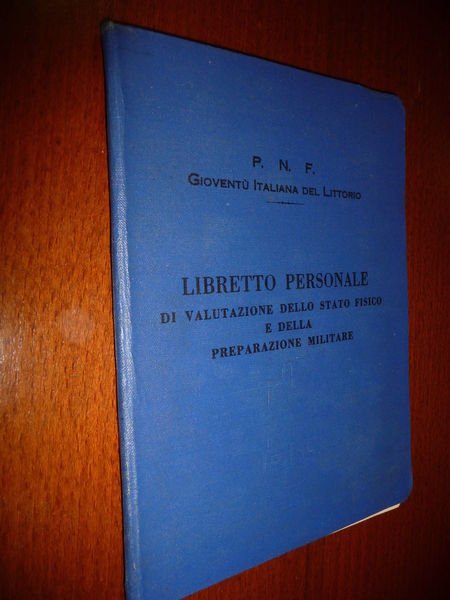 P. N. F.
GIOVENTÙ ITALIANA DEL LITTORIO
LIBRETTO PERSONALE
DI VALUTAZIONE DELLO STATO FISICO
E DELLA
PREPARAZIONE MILITARE